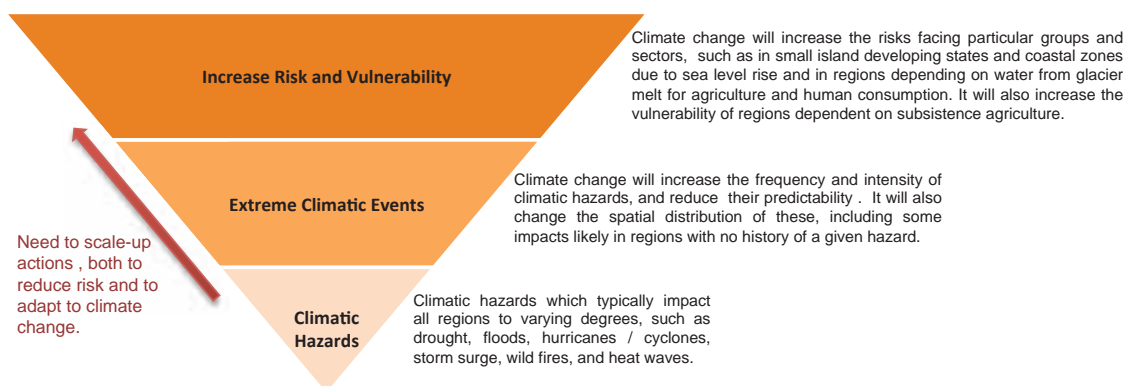 Increase Risk and Vulnerability
Climate change will increase the risks facing particular groups and
sectors, such as in small island developing states and coastal zones
due to sea level rise and in regions depending on water from glacier
melt for agriculture and human consumption. It will also increase the
vulnerability of regions dependent on subsistence agriculture.
Extreme Climatic Events
Climate change will increase the frequency and intensity of
climatic hazards, and reduce their predictability . It will also
change the spatial distribution of these, including some
impacts likely in regions with no history of a given hazard.
Need to scale-up
actions , both to
reduce risk and to
adapt to climate
change.
Climatic
Hazards
Climatic hazards which typically impact
all regions to varying degrees, such as
drought, floods, hurricanes / cyclones,
storm surge, wild fires, and heat waves.